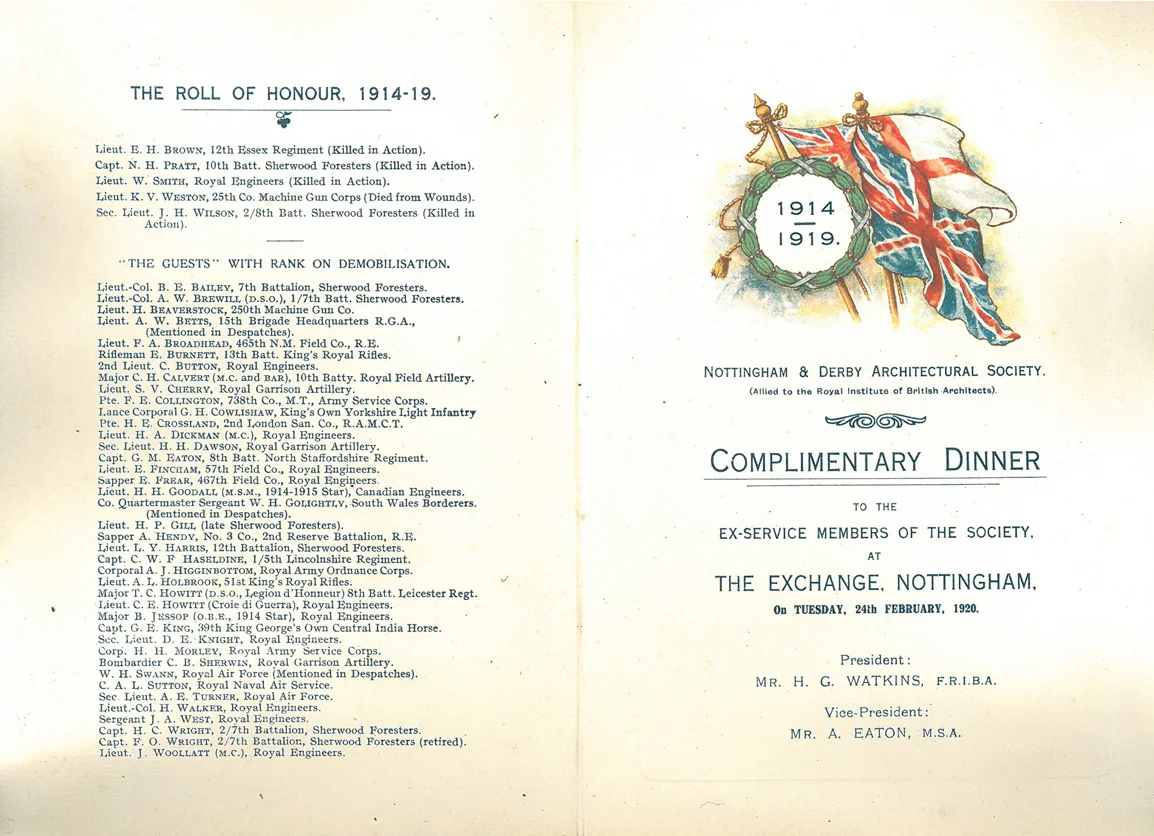 THE ROLL OF HONOUR, 1914-19.
Lieut. E. H. BROWN, 12th Essex Regiment (Killed in Action).
Capt. N. H. PRATT, 10th Batt. Sherwood Foresters (Killed in Action).
Lieut. W. SMITH, Royal Engineers (Killed in Action).
Lieut. K. V. WESTON, 25th Co. Machine Gun Corps (Died from Wounds).
Sec. Lieut. J. H. WILSON, 2/8th Batt. Sherwood Foresters (Killed in
Action).
"THE GUESTS" WITH RANK ON DEMOBILISATION.
Lieut.-Col. B. E. BAILEY, 7th Battalion, Sherwood Foresters.
Lieut.-Col. A. W. BREWILL (D.S.O.), 1/7th Batt. Sherwood Foresters.
Lieut. H. BEAVERSTOCK, 250th Machine Gun Co.
Lieut. A. W. BETTS, 15th Brigade Headquarters R.G.A.,
(Mentioned in Despatches).
Lieut. F. A. BROADHEAD, 465th N.M. Field Co., R.E.
Rifleman E. BURNETT, 13th Batt. King's Royal Rifles.
2nd Lieut. C. BUTTON, Royal Engineers.
Major C. H. CALVERT (M.C. and BAR), 10th Batty. Royal Field Artillery.
Lieut. S. V. CHERRY, Royal Garrison Artillery.
Pte. F. E. COLLINGTON, 738th Co., M.T., Army Service Corps.
Lance Corporal G. H. COWLISHAW, King's Own Yorkshire Light Infantry
Pte. H. E. CROSSLAND, 2nd London San. Co., R.A.M.C.T.
Lieut. H. A. DICKMAN (M.C.), Royal Engineers.
Sec. Lieut. H. H. DAWSON, Royal Garrison Artillery.
Capt. G. M. EATON, 8th Batt. North Staffordshire Regiment.
Lieut. E. FINCHAM, 57th Field Co., Royal Engineers.
Sapper E. FREAR, 467th Field Co., Royal Engineers.
Lieut. H. H. GOODALL (M.S.M., 1914-1915 Star), Canadian Engineers.
Co. Quartermaster Sergeant W. H. GOLIGHTLY, South Wales Borderers.
(Mentioned in Despatches).
Lieut. H. P. GILL (late Sherwood Foresters).
Sapper A. HENDY, No. 3 Co., 2nd Reserve Battalion, R.E.
Lieut. L. Y. HARRIS, 12th Battalion, Sherwood Foresters.
Capt. C. W. F HASELDINE, 1/5th Lincolnshire Regiment.
Corporal A. J. HIGGINBOTTOM, Royal Army Ordnance Corps.
Lieut. A. L. HOLBROOK, 51st King's Royal Rifles.
Major T. C. HOWITT (D.S.O., Legion d'Honneur) 8th Batt. Leicester Regt.
Lieut. C. E. HOWITT (Croie di Guerra), Royal Engineers.
Major B. JESSOP (O.B.E., 1914 Star), Royal Engineers.
Capt. G. E. KING, 39th King George's Own Central India Horse.
Sec. Lieut. D. E. KNIGHT, Royal Engineers.
Corp. H. H. MORLEY, Royal Army Service Corps.
Bombardier C. B. SHERWIN, Royal Garrison Artillery.
W. H. SWANN, Royal Air Force (Mentioned in Despatches).
C. A. L. SUTTON, Royal Naval Air Service.
Sec. Lieut. A. E. TURNER, Royal Air Force.
Lieut.-Col. H. WALKER, Royal Engineers.
Sergeant J. A. WEST, Royal Engineers.
Capt. H. C. WRIGHT, 2/7th Battalion, Sherwood Foresters.
Capt. F. O. WRIGHT, 2/7th Battalion, Sherwood Foresters (retired).
Lieut. J. WOOLLATT (M.C.), Royal Engineers.
1914
1919.
NOTTINGHAM & DERBY ARCHITECTURAL SOCIETY.
(Allied to the Royal Institute of British Architects).
COMPLIMENTARY DINNER
TO THE
EX-SERVICE MEMBERS OF THE SOCIETY,
AT
THE EXCHANGE, NOTTINGHAM,
On TUESDAY, 24th FEBRUARY, 1920.
President:
MR. H. G. WATKINS, F.R.I.B.A.
Vice-President:
MR. A. EATON, M.S.A.